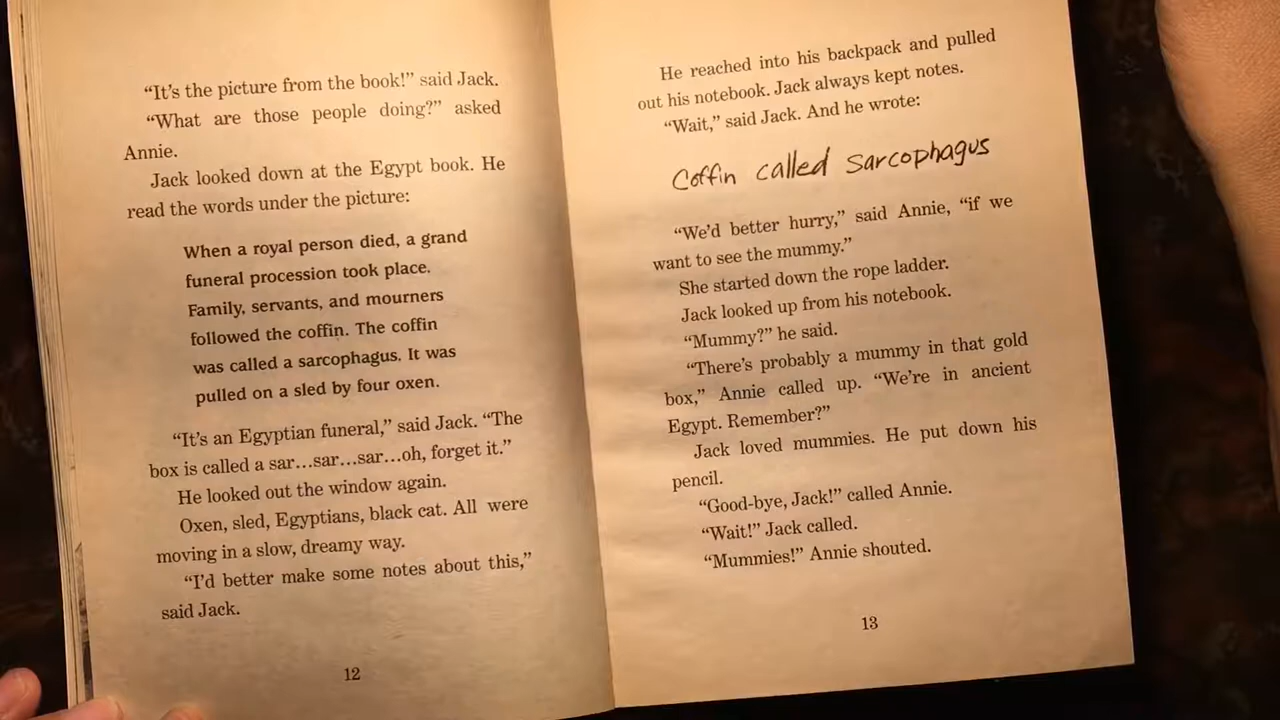 “It’s the picture from the book!” said Jack.
“What are those people doing?” asked
Annie.
Jack looked down at the Egypt book. He
read the words under the picture:
When a royal person died, a grand
funeral procession took place.
Family, servants, and mourners
followed the coffin. The coffin
was called a sarcophagus. It was
pulled on a sled by four oxen.
“It’s an Egyptian funeral,” said Jack. “The
box is called a sar...sar...sar...oh, forget it.”
He looked out the window again.
Oxen, sled, Egyptians, black cat. All were
moving in a slow, dreamy way.
“I’d better make some notes about this,”
said Jack.
12
He reached into his backpack and pulled
out his notebook. Jack always kept notes.
“Wait,” said Jack. And he wrote:
Coffin called sarcophagus
“We’d better hurry,” said Annie, “if we
want to see the mummy.”
She started down the rope ladder.
Jack looked up from his notebook.
“Mummy?” he said.
“There’s probably a mummy in that gold
box,” Annie called up. “We’re in ancient
Egypt. Remember?”
Jack loved mummies. He put down his
pencil.
“Good-bye, Jack!” called Annie.
“Wait!” Jack called.
“Mummies!” Annie shouted.
13